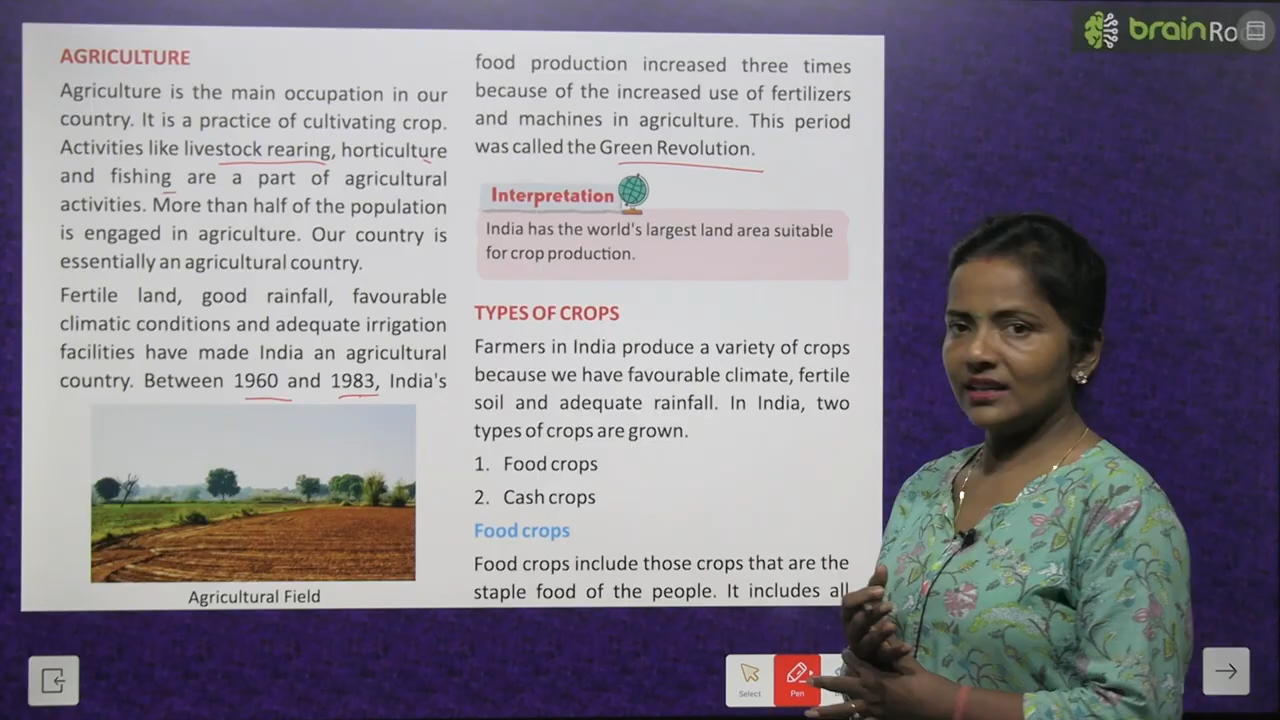 AGRICULTURE
Agriculture is the main occupation in our
country. It is a practice of cultivating crop.
Activities like livestock rearing, horticulture
and fishing are a part of agricultural
activities. More than half of the population
is engaged in agriculture. Our country is
essentially an agricultural country.
Fertile land, good rainfall, favourable
climatic conditions and adequate irrigation
facilities have made India an agricultural
country. Between 1960 and 1983, India's
Agricultural Field
food production increased three times
because of the increased use of fertilizers
and machines in agriculture. This period
was called the Green Revolution.
Interpretation
India has the world's largest land area suitable
for crop production.
TYPES OF CROPS
Farmers in India produce a variety of crops
because we have favourable climate, fertile
soil and adequate rainfall. In India, two
types of crops are grown.
1. Food crops
2. Cash crops
Food crops
Food crops include those crops that are the
staple food of the people. It includes all
brain
Select
Pen